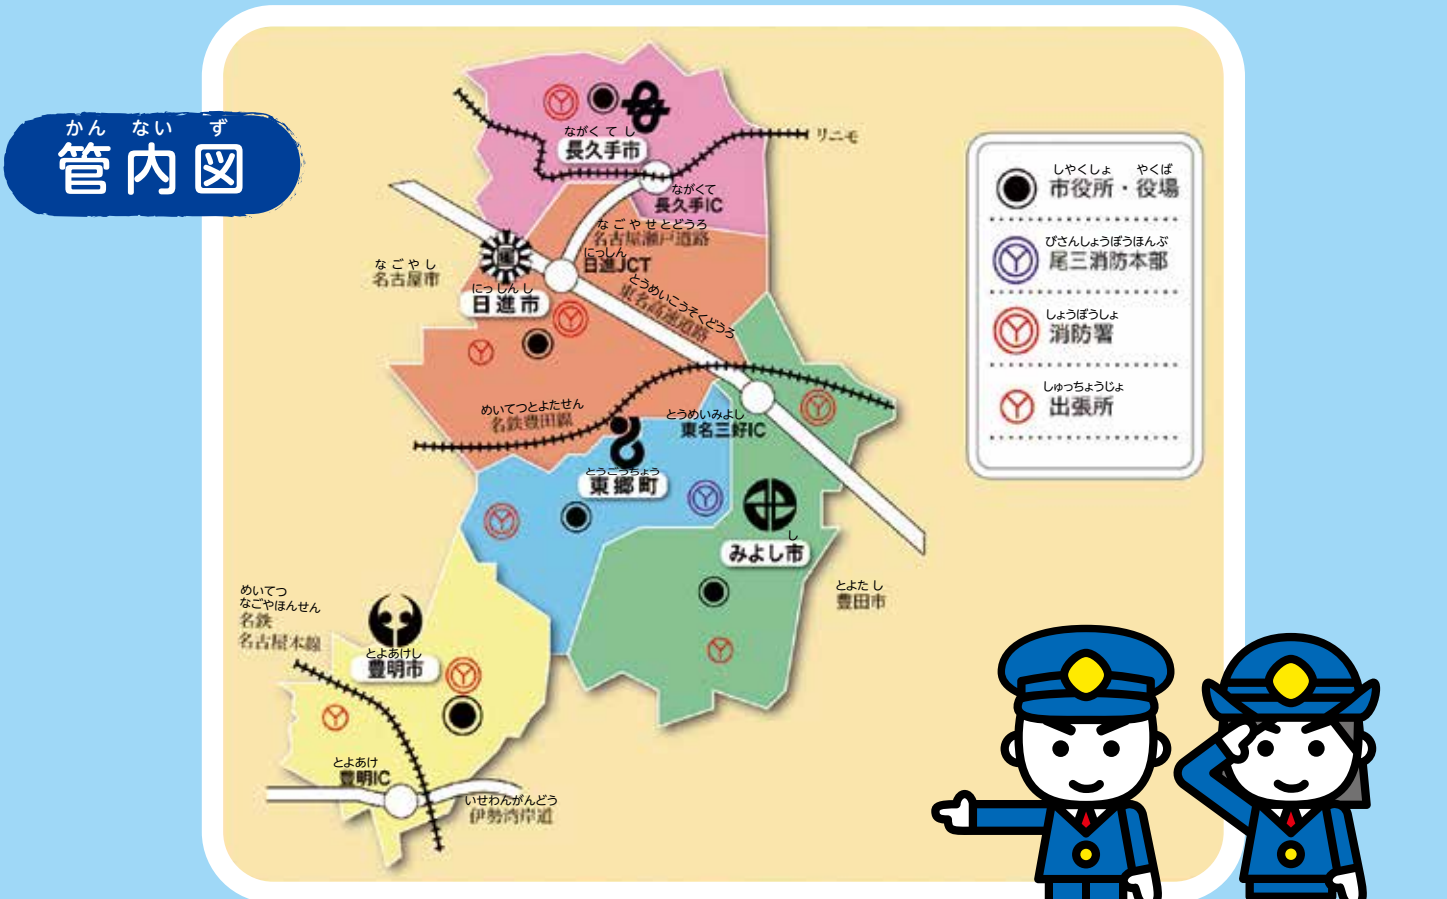 かん ない ず
管内図
ながくてし
長久手市
リニモ
ながくて
長久手IC
なごやせとどうろ
名古屋瀬戸道路
にっしん
日進JCT
なごやし
名古屋市
にっしんし
日進市
とうめいこうそくどうろ
東名高速道路
めいてつとよたせん
名鉄豊田線
とうめいみよし
東名三好IC
とうごうちょう
東郷町
し
みよし市
とよたし
豊田市
めいてつ
なごやほんせん
名鉄
名古屋本線
とよあけし
豊明市
とよあけ
豊明IC
いせわんがんどう
伊勢湾岸道
しやくしょ やくば
市役所・役場
びさんしょうぼうほんぶ
尾三消防本部
しょうぼうしょ
消防署
しゅっちょうじょ
出張所